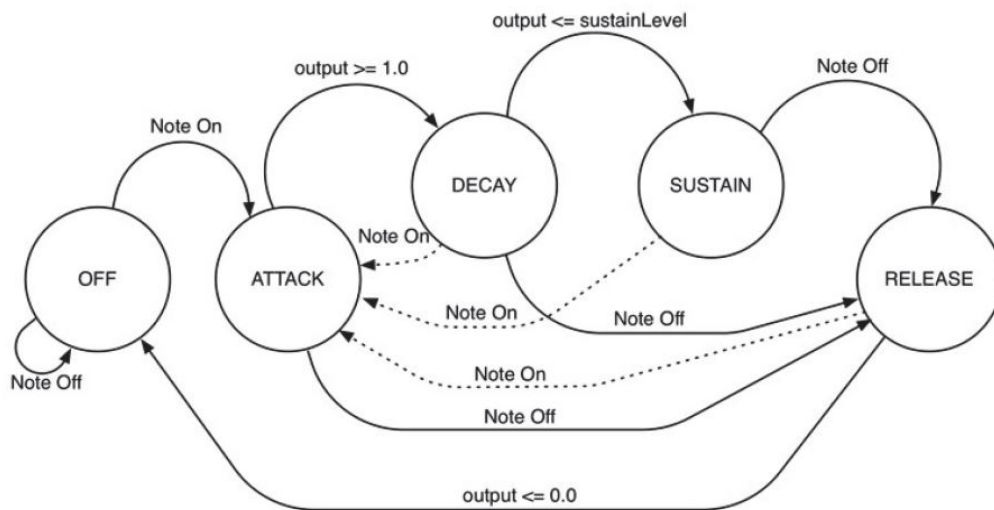 output <= sustainLevel
output >= 1.0
Note Off
Note On
DECAY
SUSTAIN
Note On
OFF
ATTACK
RELEASE
Note On
Note Off
Note On
Note Off
Note Off
output <= 0.0